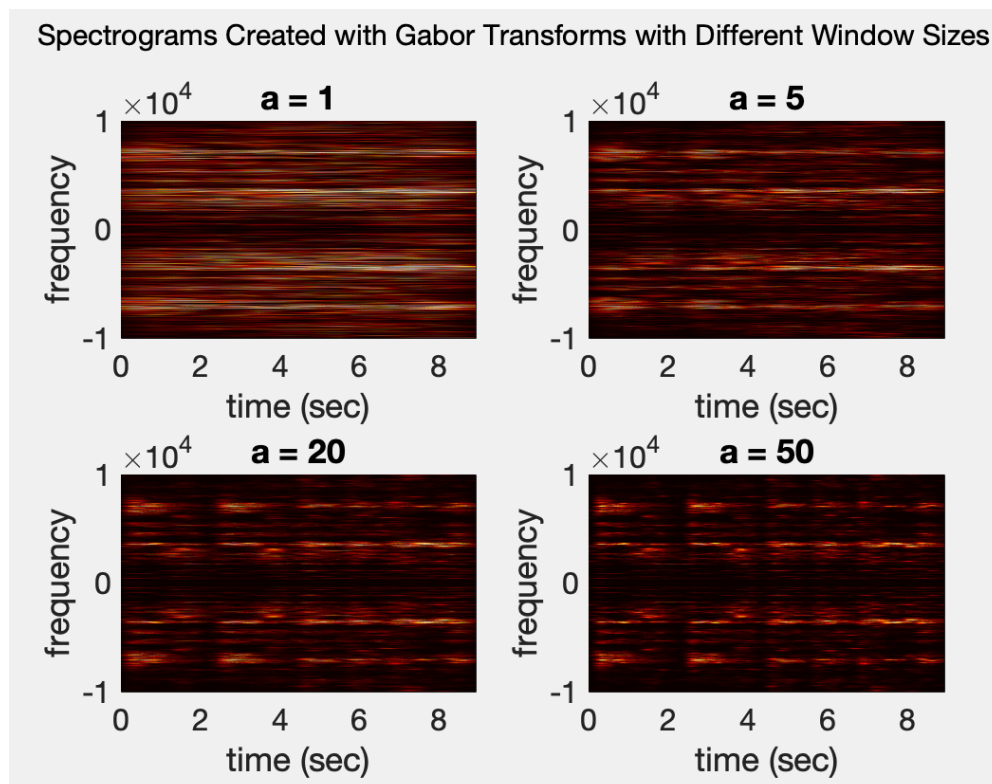 Spectrograms Created with Gabor Transforms with Different Window Sizes
×10⁴ a = 1
1
0
-1
frequency
0 2 4 6 8
time (sec)
×10⁴ a = 5
1
0
-1
frequency
0 2 4 6 8
time (sec)
×10⁴ a = 20
1
0
-1
frequency
0 2 4 6 8
time (sec)
×10⁴ a = 50
1
0
-1
frequency
0 2 4 6 8
time (sec)